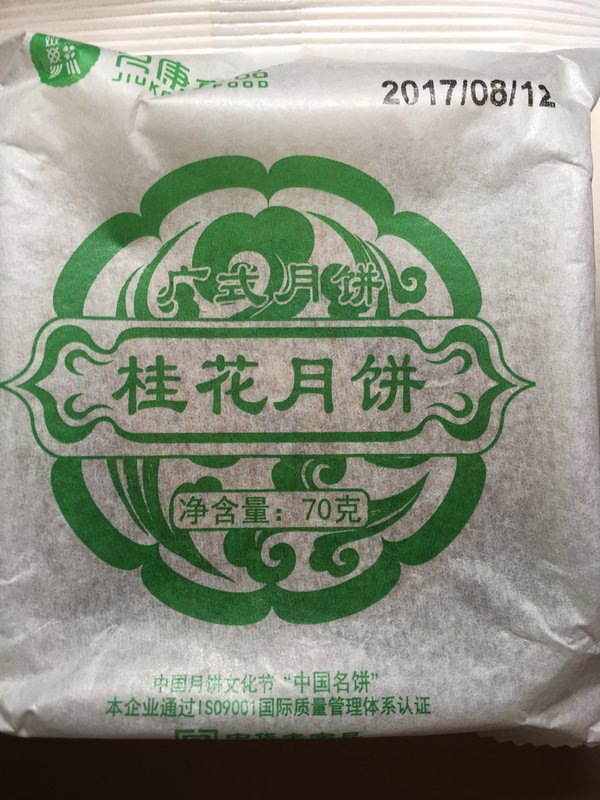 2017/08/12
广式月饼
桂花月饼
净含量：70克
中国月饼文化节“中国名饼”
本企业通过ISO9001国际质量管理体系认证